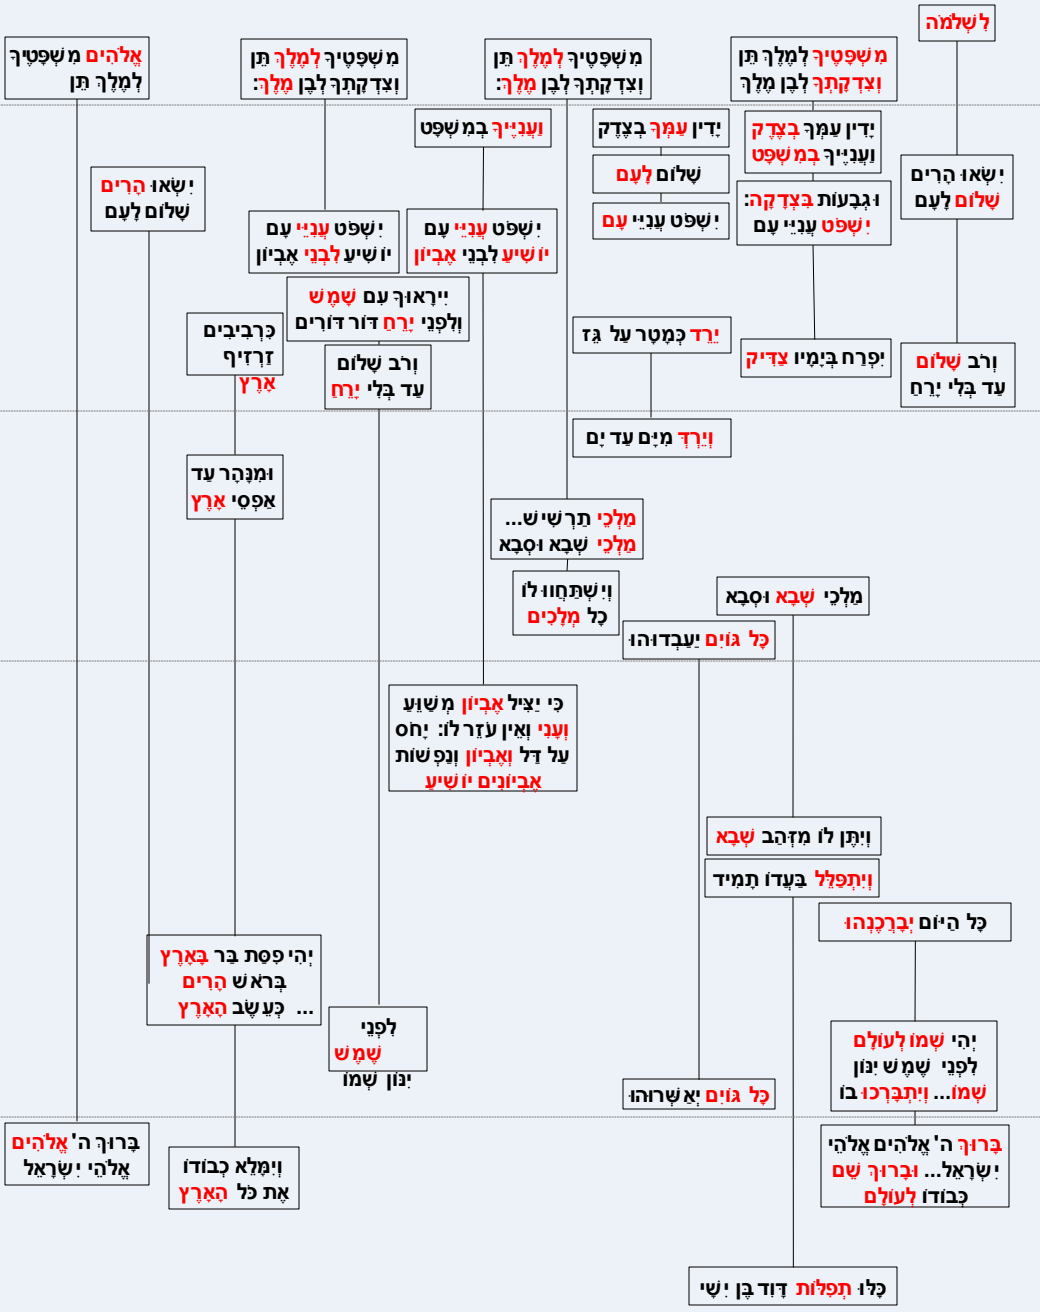 לִשְׁלֹמֹה
מִשְׁפָּטֶיךָ לְמֶלֶךְ תֵּן
וְצִדְקָתְךָ לְבֶן מֶלֶךְ
מִשְׁפָּטֶיךָ לְמֶלֶךְ תֵּן
וְצִדְקָתְךָ לְבֶן מֶלֶךְ:
מִשְׁפָּטֶיךָ לְמֶלֶךְ תֵּן
וְצִדְקָתְךָ לְבֶן מֶלֶךְ:
אֱלֹהִים מִשְׁפָּטֶיךָ
לְמֶלֶךְ תֵּן
יָדִין עַמְּךָ בְצֶדֶק
וַעֲנִיֶּיךָ בְמִשְׁפָּט
יָדִין עַמְּךָ בְצֶדֶק
וַעֲנִיֶּיךָ בְמִשְׁפָּט
יִשְׂאוּ הָרִים
שָׁלוֹם לָעָם
שָׁלוֹם לָעָם
יִשְׂאוּ הָרִים
שָׁלוֹם לָעָם
וּגְבָעוֹת בִּצְדָקָה:
יִשְׁפֹּט עֲנִיֵּי עָם
יִשְׁפֹּט עֲנִיֵּי עָם
יִשְׁפֹּט עֲנִיֵּי עָם
יוֹשִׁיעַ לִבְנֵי אֶבְיוֹן
יִשְׁפֹּט עֲנִיֵּי עָם
יוֹשִׁיעַ לִבְנֵי אֶבְיוֹן
יִירָאוּךָ עִם שָׁמֶשׁ
וְלִפְנֵי יָרֵחַ דּוֹר דּוֹרִים
יֵרֵד כְּמָטָר עַל גֵּז
כִּרְבִיבִים
זַרְזִיף
אָרֶץ
יִפְרַח בְּיָמָיו צַדִּיק
וְרֹב שָׁלוֹם
עַד בְּלִי יָרֵחַ
וְרֹב שָׁלוֹם
עַד בְּלִי יָרֵחַ
וְיֵרְדְּ מִיָּם עַד יָם
וּמִנָּהָר עַד
אַפְסֵי אָרֶץ
מַלְכֵי תַרְשִׁישׁ...
מַלְכֵי שְׁבָא וּסְבָא
וְיִשְׁתַּחֲווּ לוֹ
כָל מְלָכִים
מַלְכֵי שְׁבָא וּסְבָא
כָּל גּוֹיִם יַעַבְדוּהוּ
כִּי יַצִּיל אֶבְיוֹן מְשַׁוֵּעַ
וְעָנִי וְאֵין עֹזֵר לוֹ: יָחֹס
עַל דַּל וְאֶבְיוֹן וְנַפְשׁוֹת
אֶבְיוֹנִים יוֹשִׁיעַ
וְיִתֶּן לוֹ מִזְּהַב שְׁבָא
וְיִתְפַּלֵּל בַּעֲדוֹ תָמִיד
כָּל הַיּוֹם יְבָרֲכֶנְהוּ
יְהִי פִסַּת בַּר בָּאָרֶץ
בְּרֹאשׁ הָרִים
... כְּעֵשֶׂב הָאָרֶץ
לִפְנֵי
שֶׁמֶשׁ
יִנּוֹן שְׁמוֹ
יְהִי שְׁמוֹ לְעוֹלָם
לִפְנֵי שֶׁמֶשׁ יִנּוֹן
שְׁמוֹ... וְיִתְבָּרְכוּ בוֹ
כָּל גּוֹיִם יְאַשְּׁרוּהוּ
בָּרוּךְ ה' אֱלֹהִים אֱלֹהֵי
יִשְׂרָאֵל... וּבָרוּךְ שֵׁם
כְּבוֹדוֹ לְעוֹלָם
בָּרוּךְ ה' אֱלֹהִים
אֱלֹהֵי יִשְׂרָאֵל
וְיִמָּלֵא כְבוֹדוֹ
אֶת כֹּל הָאָרֶץ
כָּלּוּ תְפִלּוֹת דָּוִד בֶּן יִשָׁי